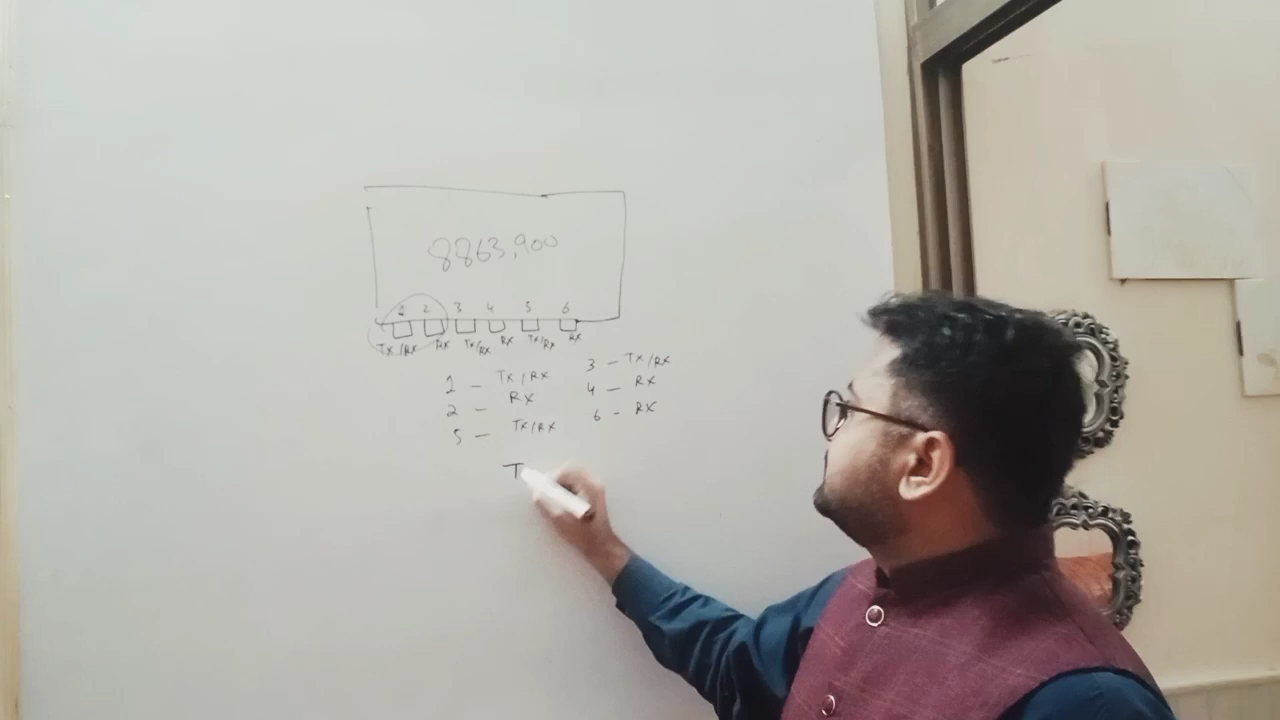 8863,900
1 2 3 4 5 6
Tx/Rx Rx Tx/Rx Rx Tx/Rx Rx
1 - Tx/Rx
2 - Rx
5 - Tx/Rx
3 - Tx/Rx
4 - Rx
6 - Rx
T